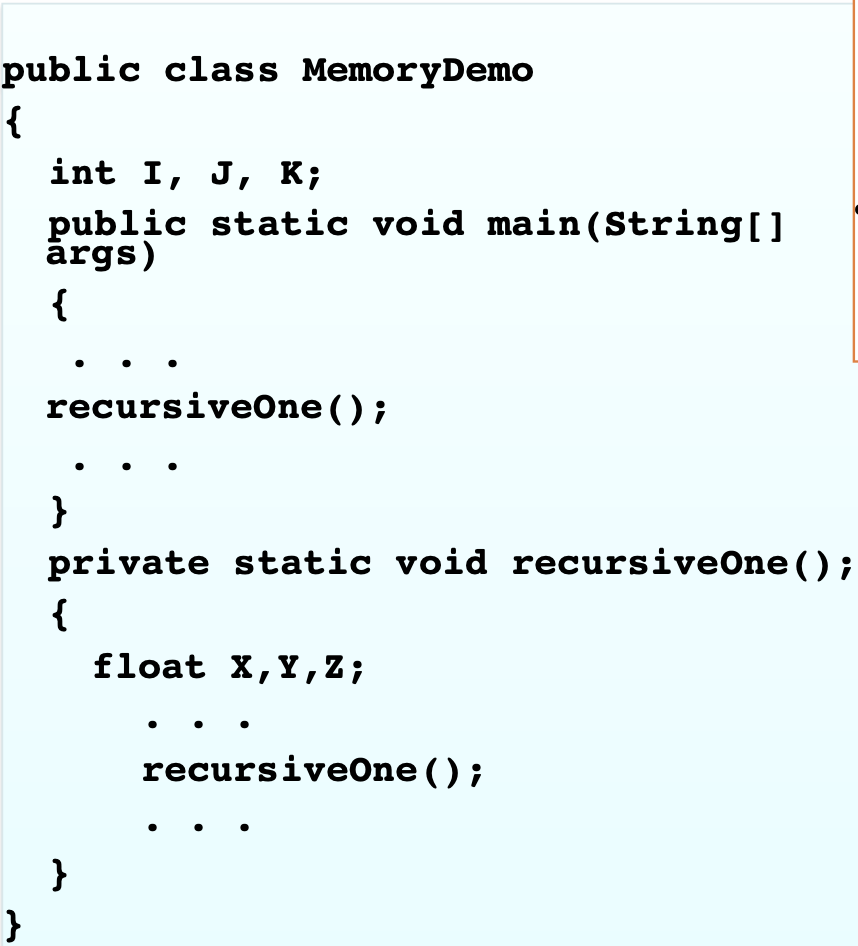 public class MemoryDemo
{
int I, J, K;
public static void main(String[]
args)
{
. . .
recursiveOne();
. . .
}
private static void recursiveOne();
{
float X,Y,Z;
. . .
recursiveOne();
. . .
}
}